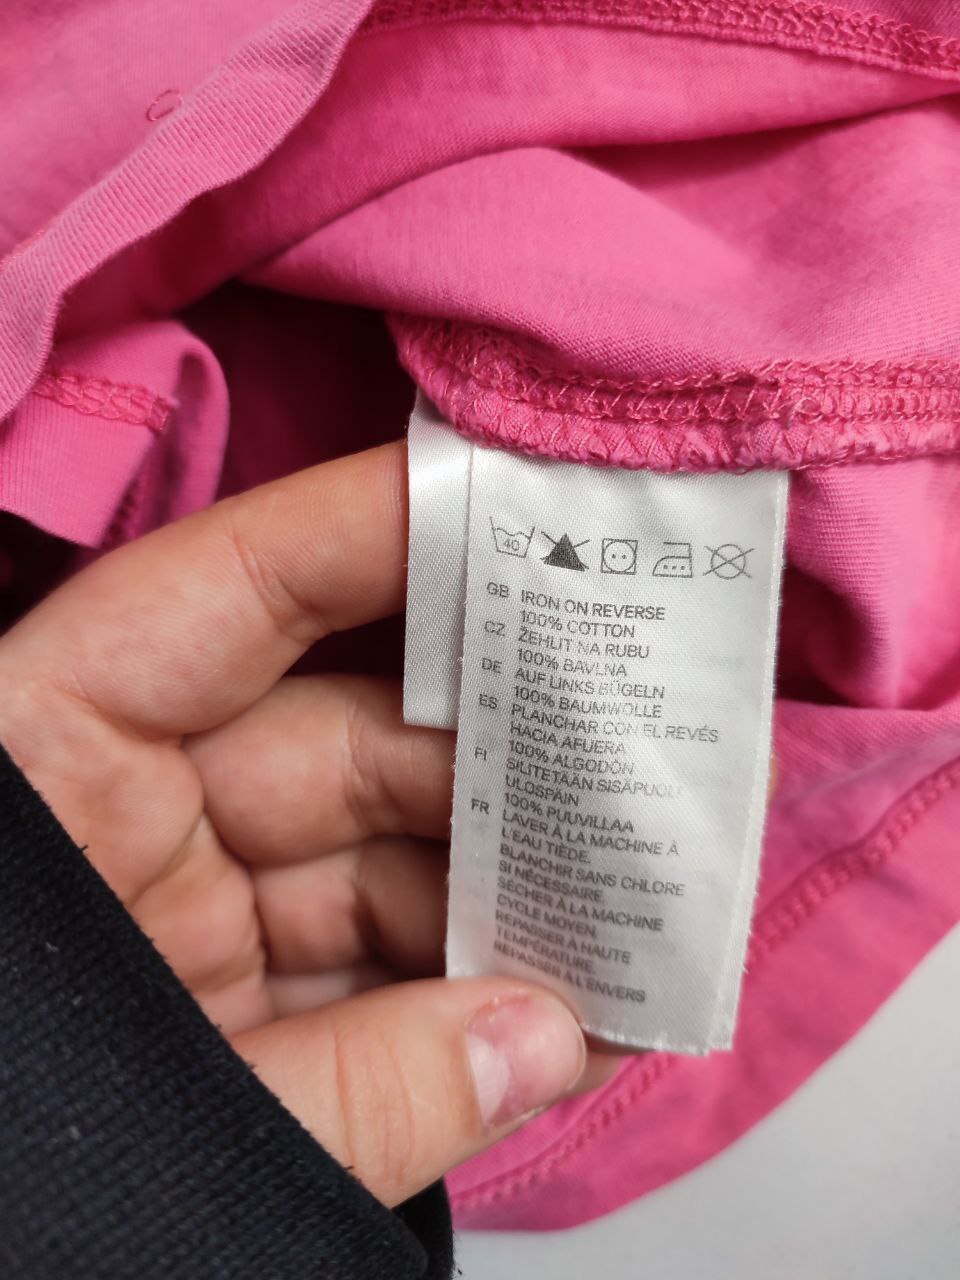 40
GB IRON ON REVERSE
100% COTTON
CZ ŽEHLIT NA RUBU
100% BAVLNA
DE AUF LINKS BÜGELN
100% BAUMWOLLE
ES PLANCHAR CON EL REVÉS
HACIA AFUERA
100% ALGODÓN
FI SILITETÄÄN SISÄPUOLI
ULOSPÄIN
100% PUUVILLAA
FR LAVER À LA MACHINE À
L'EAU TIÈDE.
BLANCHIR SANS CHLORE
SI NÉCESSAIRE.
SÉCHER À LA MACHINE
CYCLE MOYEN.
REPASSER À HAUTE
TEMPÉRATURE.
REPASSER À L'ENVERS